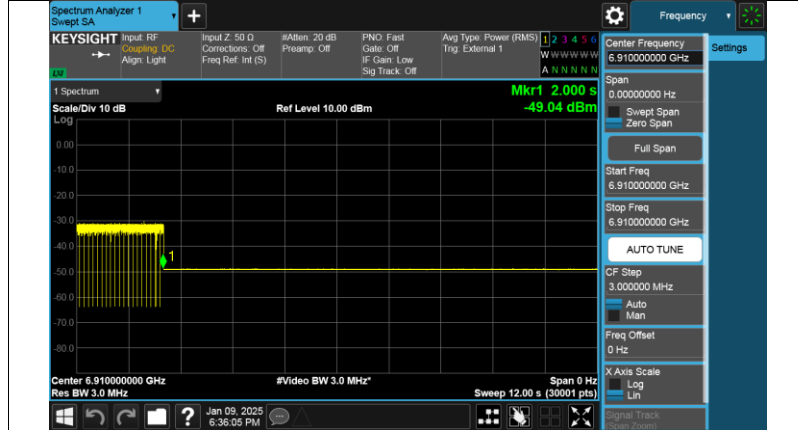 Spectrum Analyzer 1
Swept SA
+
Frequency
KEYSIGHT
Input: RF
Coupling: DC
Align: Light
Input Z: 50 Ω
Corrections: Off
Freq Ref: Int (S)
#Atten: 20 dB
Preamp: Off
PNO: Fast
Gate: Off
IF Gain: Low
Sig Track: Off
Avg Type: Power (RMS)
Trig: External 1
1 2 3 4 5 6
W W W W W W
A N N N N N
LXI
1 Spectrum
Scale/Div 10 dB
Log
Ref Level 10.00 dBm
Mkr1 2.000 s
-49.04 dBm
0.00
-10.0
-20.0
-30.0
-40.0
-50.0
-60.0
-70.0
-80.0
1
Center 6.910000000 GHz
Res BW 3.0 MHz
#Video BW 3.0 MHz*
Span 0 Hz
Sweep 12.00 s (30001 pts)
Center Frequency
6.910000000 GHz
Settings
Span
0.00000000 Hz
Swept Span
Zero Span
Full Span
Start Freq
6.910000000 GHz
Stop Freq
6.910000000 GHz
AUTO TUNE
CF Step
3.000000 MHz
Auto
Man
Freq Offset
0 Hz
X Axis Scale
Log
Lin
Signal Track
(Span Zoom)
?
Jan 09, 2025
6:36:05 PM